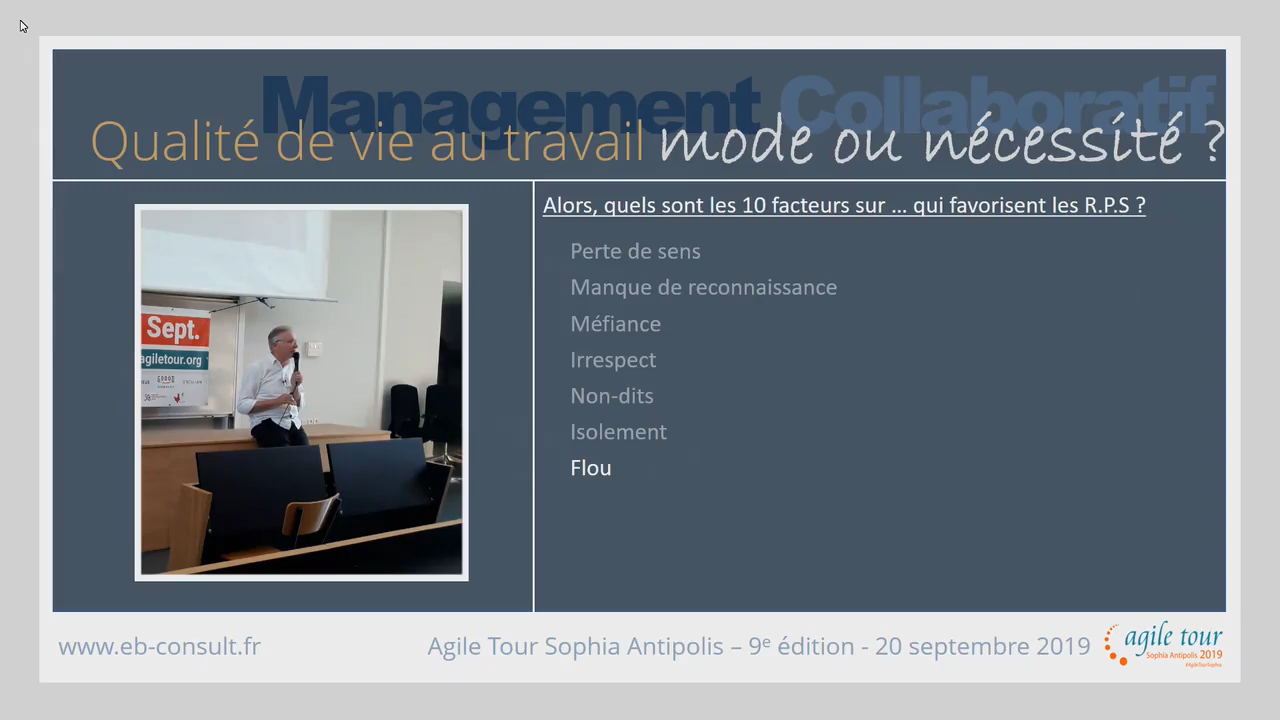 Management Collaboratif
Qualité de vie au travail mode ou nécessité ?
Alors, quels sont les 10 facteurs sur ... qui favorisent les R.P.S ?
Perte de sens
Manque de reconnaissance
Méfiance
Irrespect
Non-dits
Isolement
Flou
Sept.
agiletour.org
www.eb-consult.fr
Agile Tour Sophia Antipolis – 9e édition - 20 septembre 2019
agile tour
Sophia Antipolis 2019
#AgileTourSophia